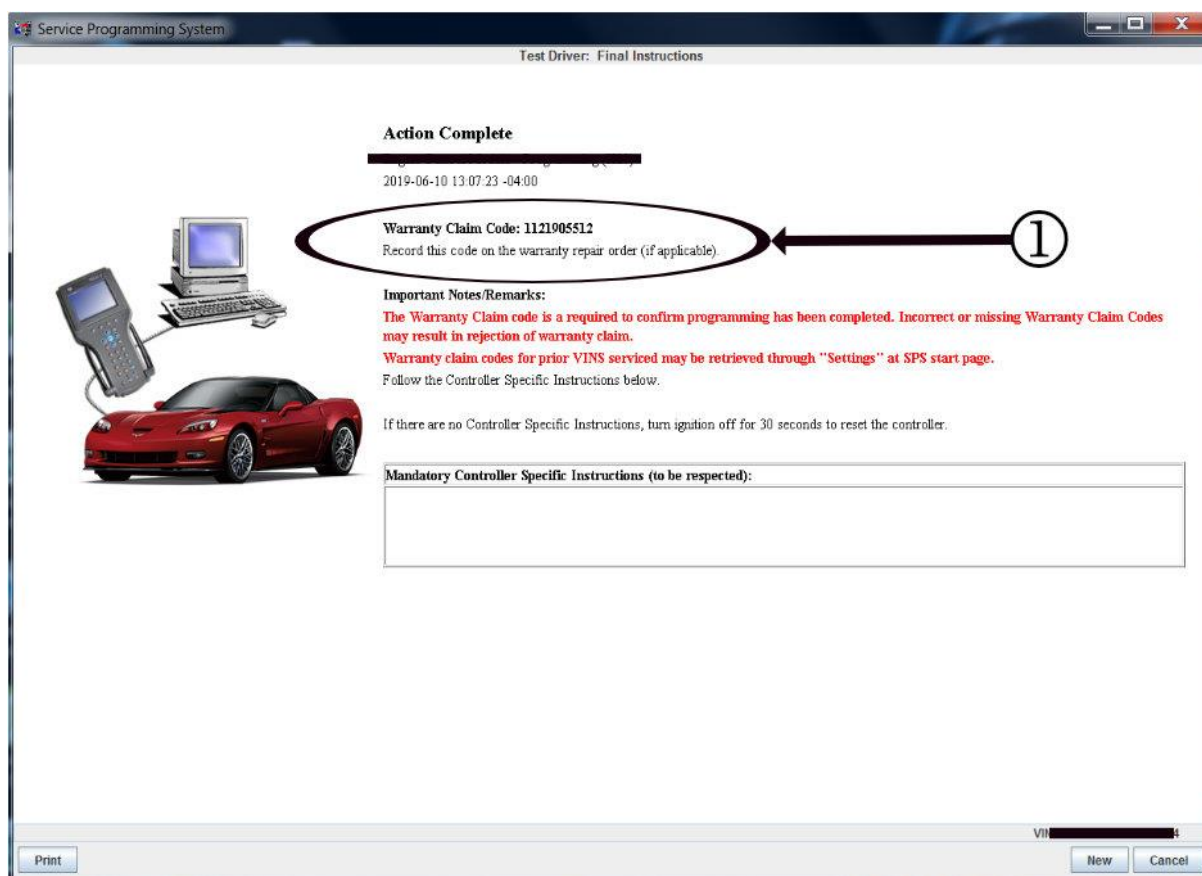 Service Programming System
Test Driver: Final Instructions
Action Complete
2019-06-10 13:07:23 -04:00
Warranty Claim Code: 1121905512
Record this code on the warranty repair order (if applicable).
1
Important Notes/Remarks:
The Warranty Claim code is a required to confirm programming has been completed. Incorrect or missing Warranty Claim Codes
may result in rejection of warranty claim.
Warranty claim codes for prior VINS serviced may be retrieved through "Settings" at SPS start page.
Follow the Controller Specific Instructions below.
If there are no Controller Specific Instructions, turn ignition off for 30 seconds to reset the controller.
Mandatory Controller Specific Instructions (to be respected):
4
Print
New Cancel